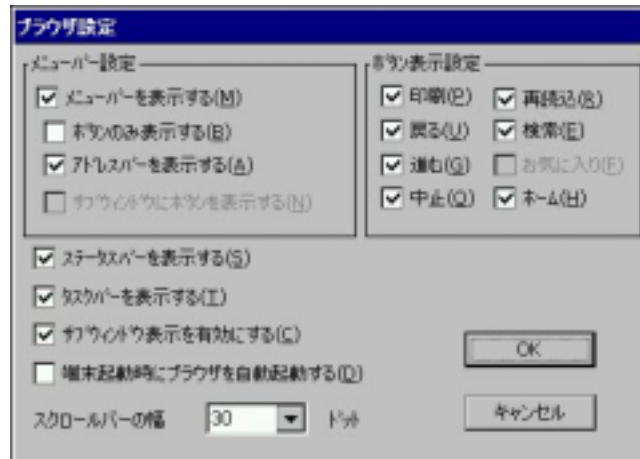 ブラウザ設定
メニューバー設定
メニューバーを表示する(M)
ボタンのみ表示する(B)
アドレスバーを表示する(A)
サブウィンドウにボタンを表示する(N)
ボタン表示設定
印刷(P) 再読込(R)
戻る(U) 検索(E)
進む(G) お気に入り(F)
中止(Q) ホーム(H)
ステータスバーを表示する(S)
タスクバーを表示する(T)
サブウィンドウ表示を有効にする(C)
端末起動時にブラウザを自動起動する(D)
OK
スクロールバーの幅 30 ドット
キャンセル